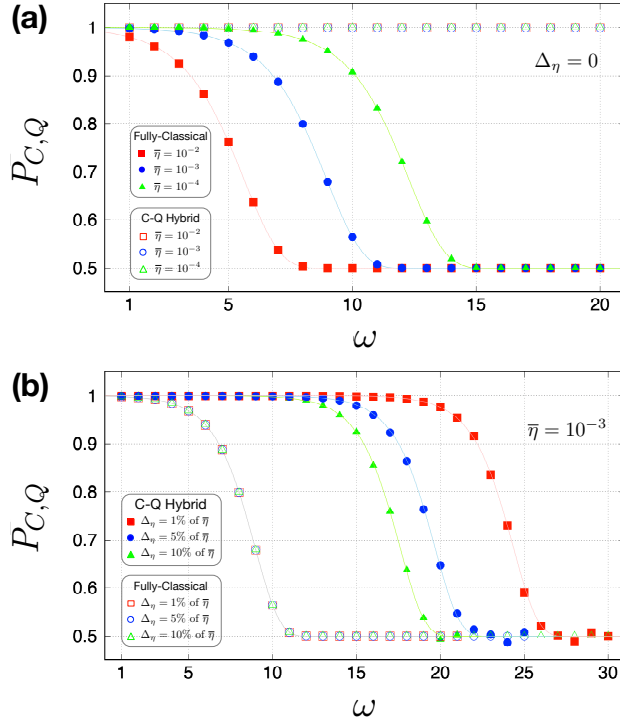 (a)
P_{C,Q}
1
0.9
0.8
0.7
0.6
0.5
Δ_η = 0
Fully-Classical
η̅ = 10⁻²
η̅ = 10⁻³
η̅ = 10⁻⁴
C-Q Hybrid
η̅ = 10⁻²
η̅ = 10⁻³
η̅ = 10⁻⁴
1 5 10 15 20
ω
(b)
P_{C,Q}
1
0.9
0.8
0.7
0.6
0.5
η̅ = 10⁻³
C-Q Hybrid
Δ_η = 1% of η̅
Δ_η = 5% of η̅
Δ_η = 10% of η̅
Fully-Classical
Δ_η = 1% of η̅
Δ_η = 5% of η̅
Δ_η = 10% of η̅
1 5 10 15 20 25 30
ω